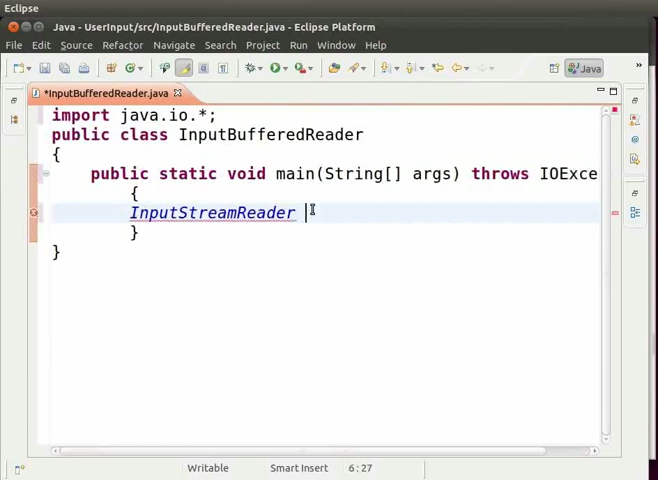 Eclipse
Java - UserInput/src/InputBufferedReader.java - Eclipse Platform
File Edit Source Refactor Navigate Search Project Run Window Help
Java
*InputBufferedReader.java
import java.io.*;
public class InputBufferedReader
{
public static void main(String[] args) throws IOExce
{
InputStreamReader
}
}
Writable Smart Insert 6 : 27